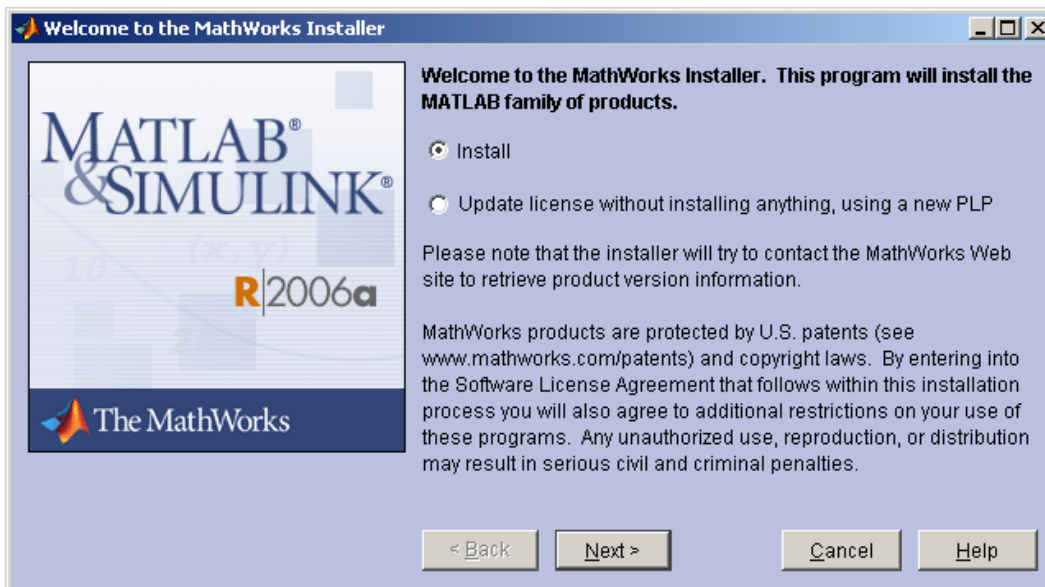 Welcome to the MathWorks Installer
MATLAB®
&SIMULINK®
(x, y)
10
20
R2006a
The MathWorks
Welcome to the MathWorks Installer.  This program will install the
MATLAB family of products.
Install
Update license without installing anything, using a new PLP
Please note that the installer will try to contact the MathWorks Web
site to retrieve product version information.
MathWorks products are protected by U.S. patents (see
www.mathworks.com/patents) and copyright laws.  By entering into
the Software License Agreement that follows within this installation
process you will also agree to additional restrictions on your use of
these programs.  Any unauthorized use, reproduction, or distribution
may result in serious civil and criminal penalties.
< Back
Next >
Cancel
Help